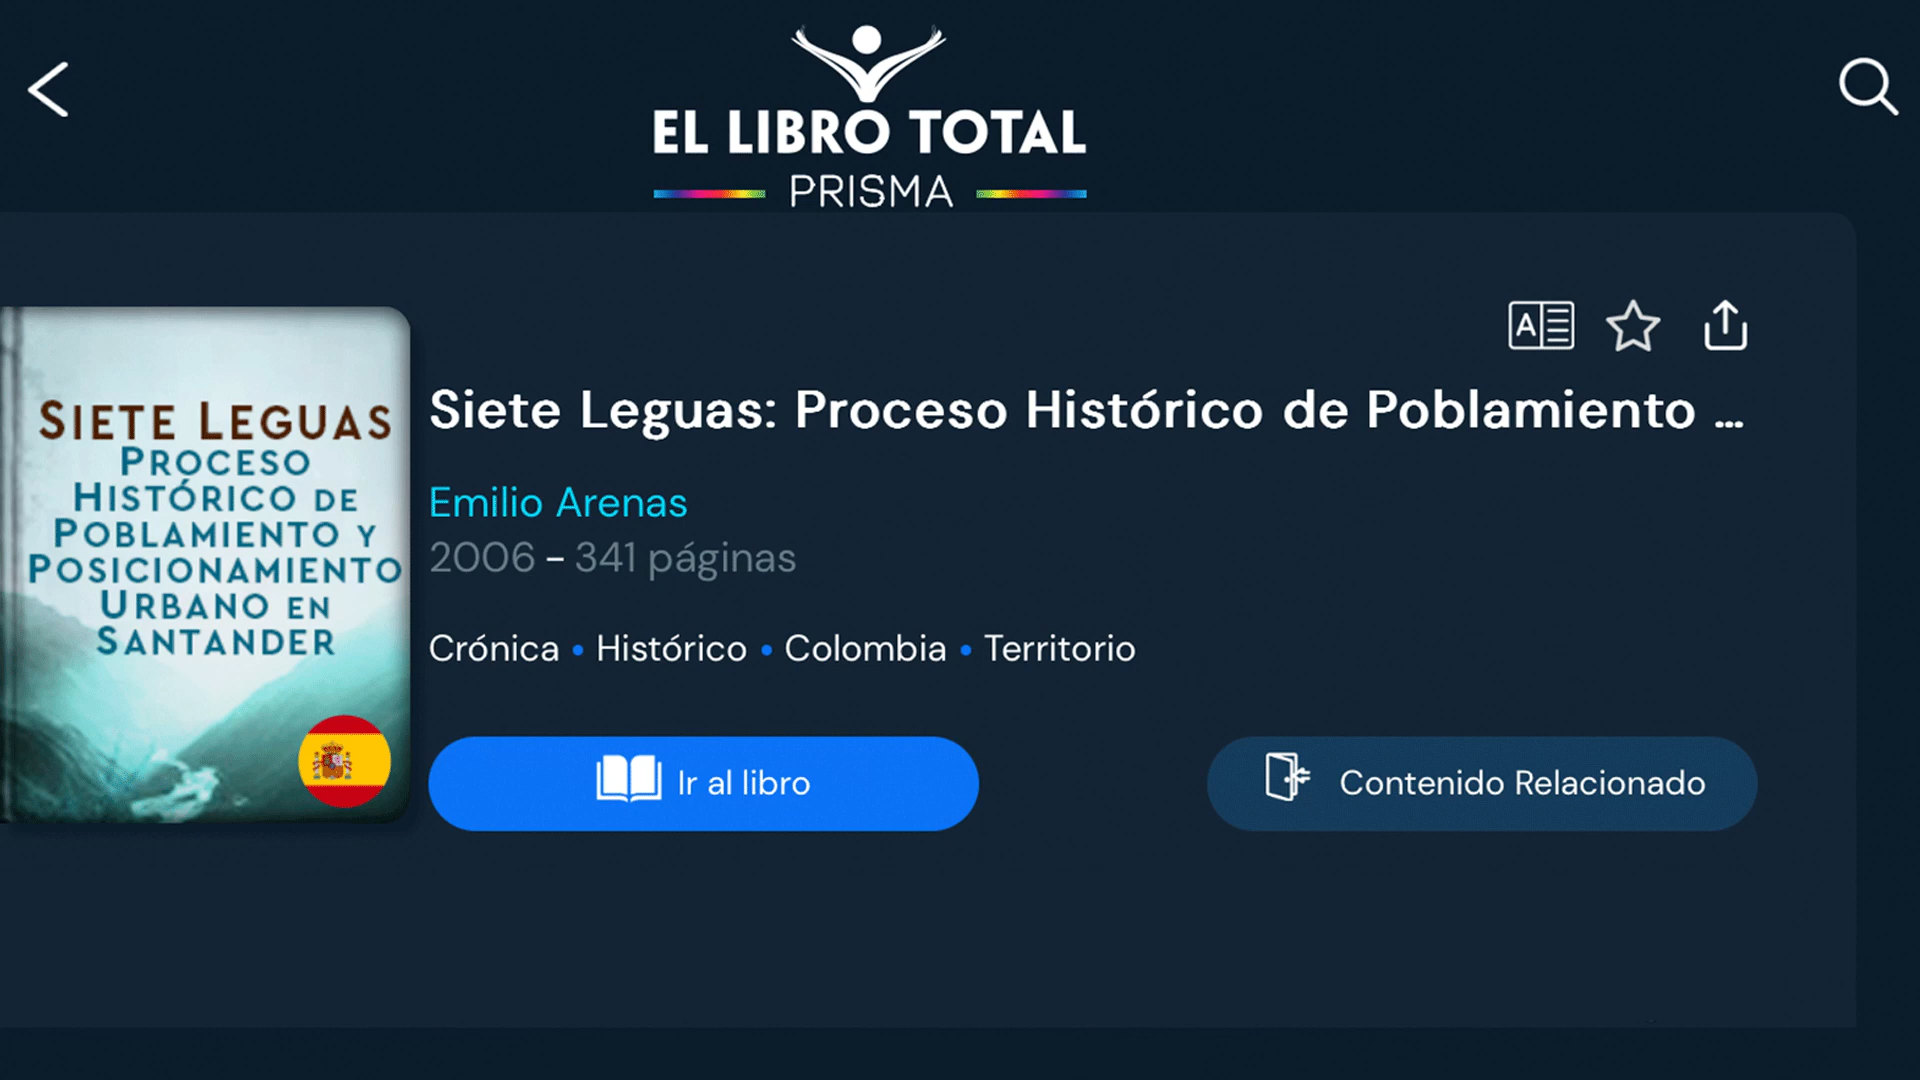 EL LIBRO TOTAL
PRISMA
A
SIETE LEGUAS
PROCESO
HISTÓRICO DE
POBLAMIENTO Y
POSICIONAMIENTO
URBANO EN
SANTANDER
Siete Leguas: Proceso Histórico de Poblamiento ...
Emilio Arenas
2006 - 341 páginas
Crónica • Histórico • Colombia • Territorio
Ir al libro
Contenido Relacionado